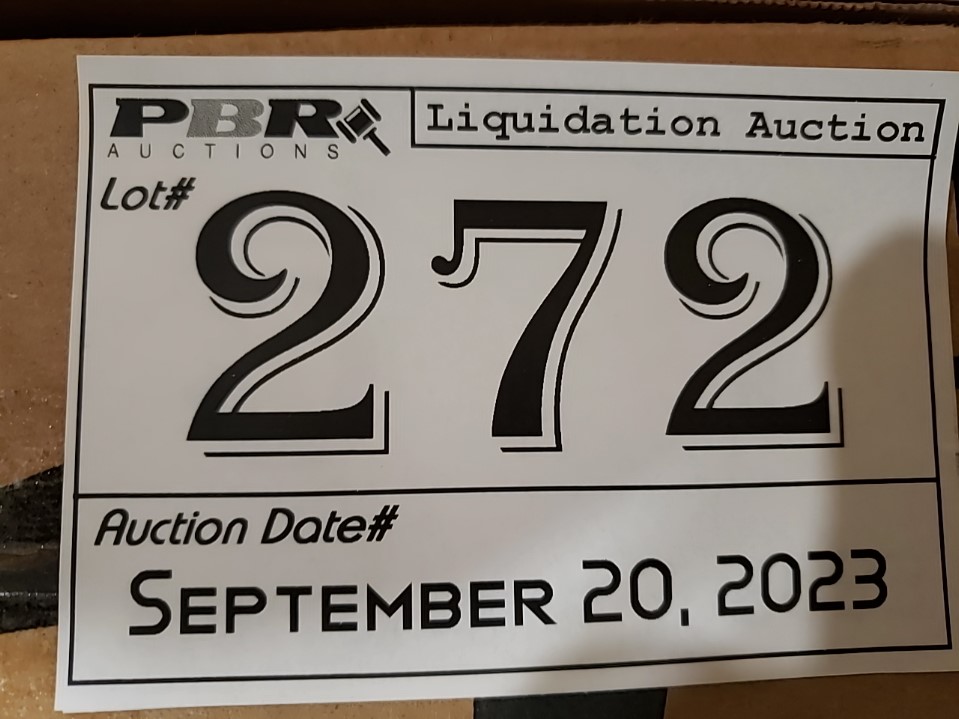 PBR
AUCTIONS
Liquidation Auction
Lot#
272
Auction Date#
SEPTEMBER 20, 2023